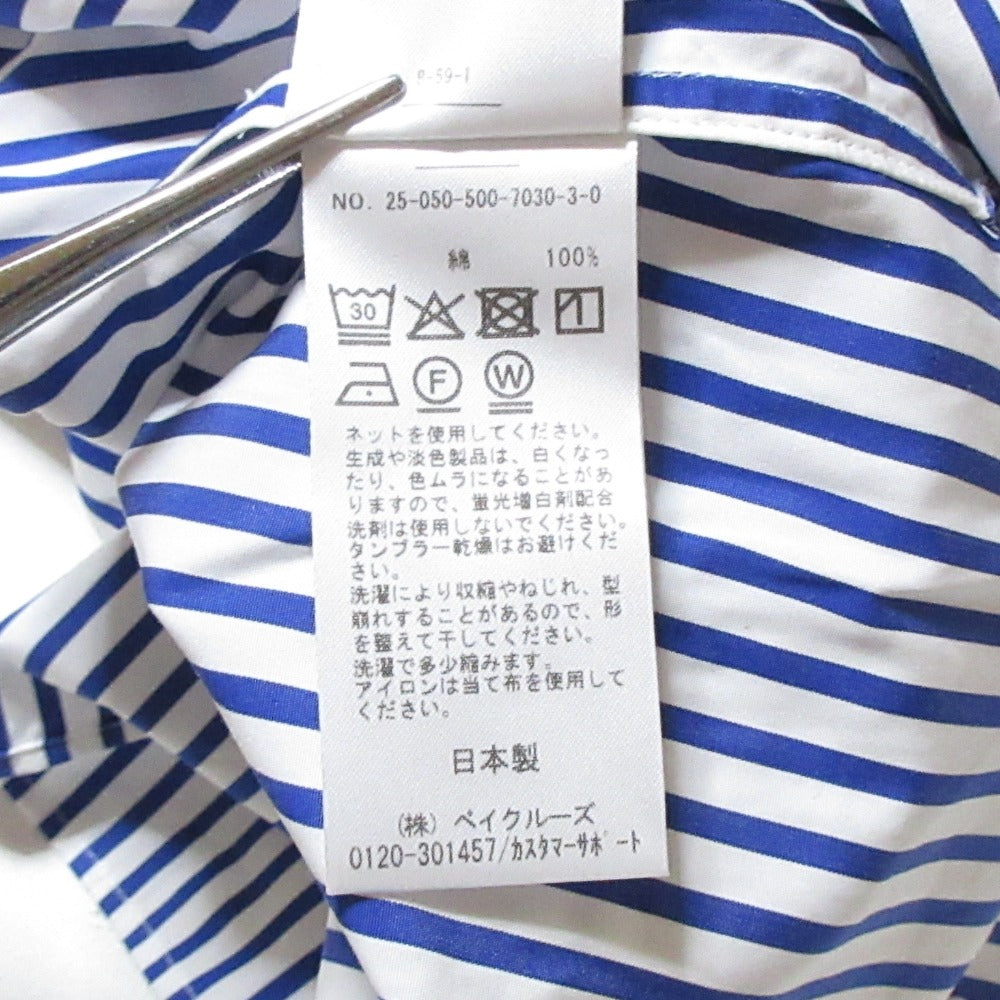 P-59-1
NO. 25-050-500-7030-3-0
綿 100%
30
F W
ネットを使用してください。
生成や淡色製品は、白くなっ
たり、色ムラになることがあ
りますので、蛍光増白剤配合
洗剤は使用しないでください。
タンブラー乾燥はお避けくだ
さい。
洗濯により収縮やねじれ、型
崩れすることがあるので、形
を整えて干してください。
洗濯で多少縮みます。
アイロンは当て布を使用して
ください。
日本製
(株) ベイクルーズ
0120-301457/カスタマーサポート